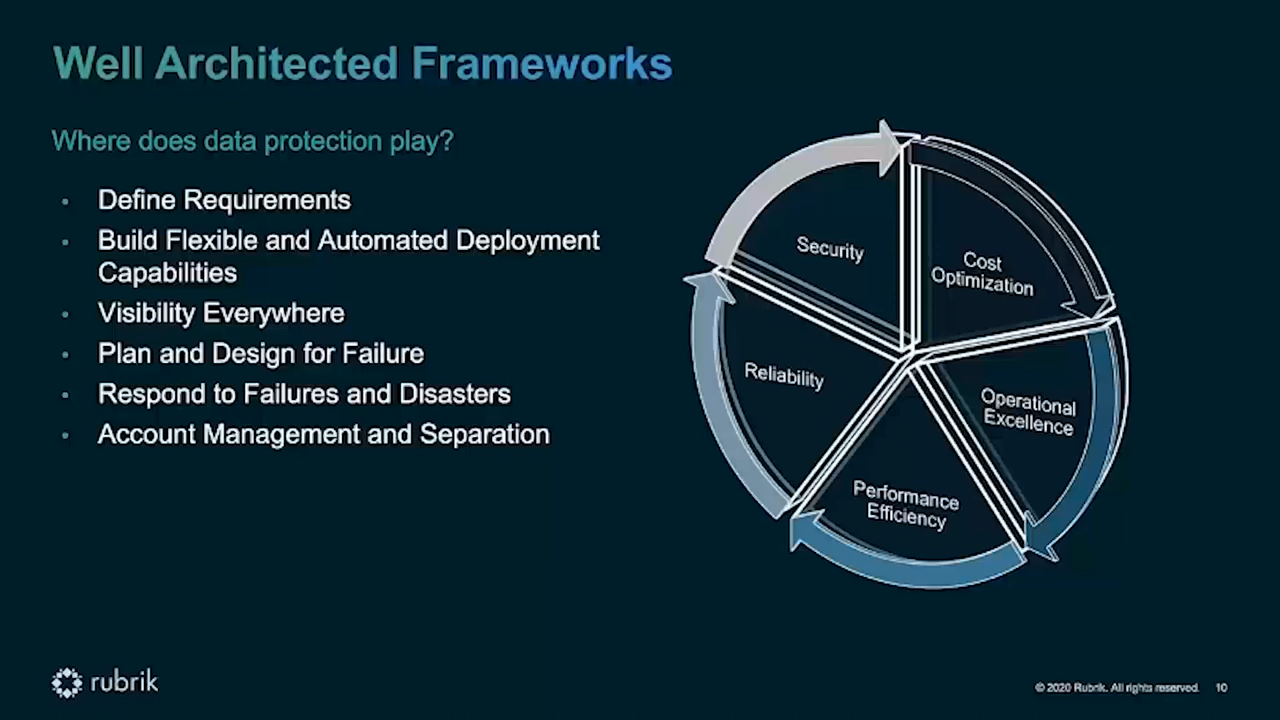 Well Architected Frameworks
Where does data protection play?
• Define Requirements
• Build Flexible and Automated Deployment
Capabilities
• Visibility Everywhere
• Plan and Design for Failure
• Respond to Failures and Disasters
• Account Management and Separation
Security
Cost
Optimization
Operational
Excellence
Performance
Efficiency
Reliability
rubrik
© 2020 Rubrik. All rights reserved. 10